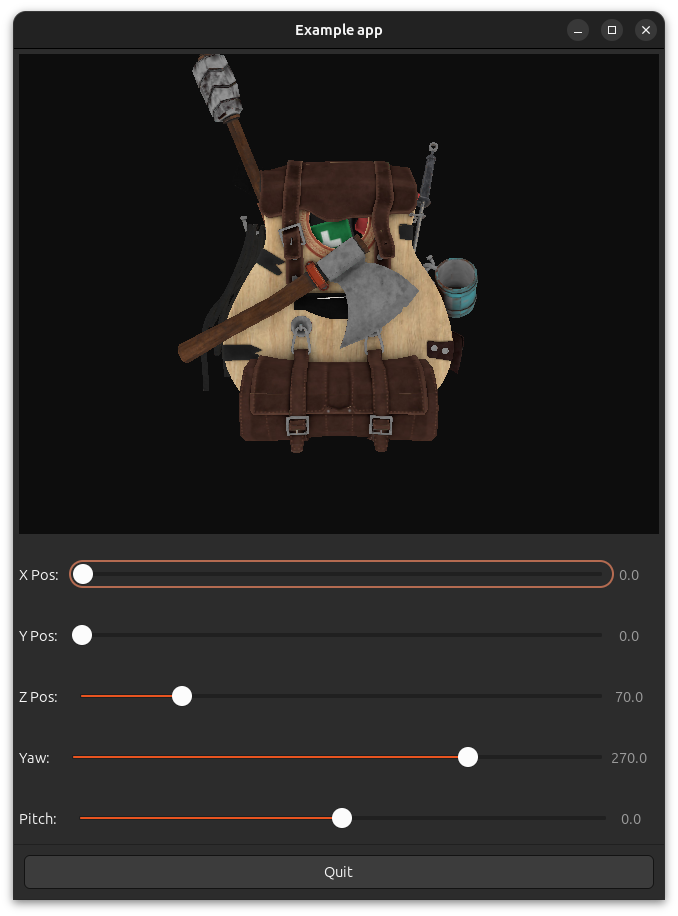 Example app
X Pos: 0.0
Y Pos: 0.0
Z Pos: 70.0
Yaw: 270.0
Pitch: 0.0
Quit